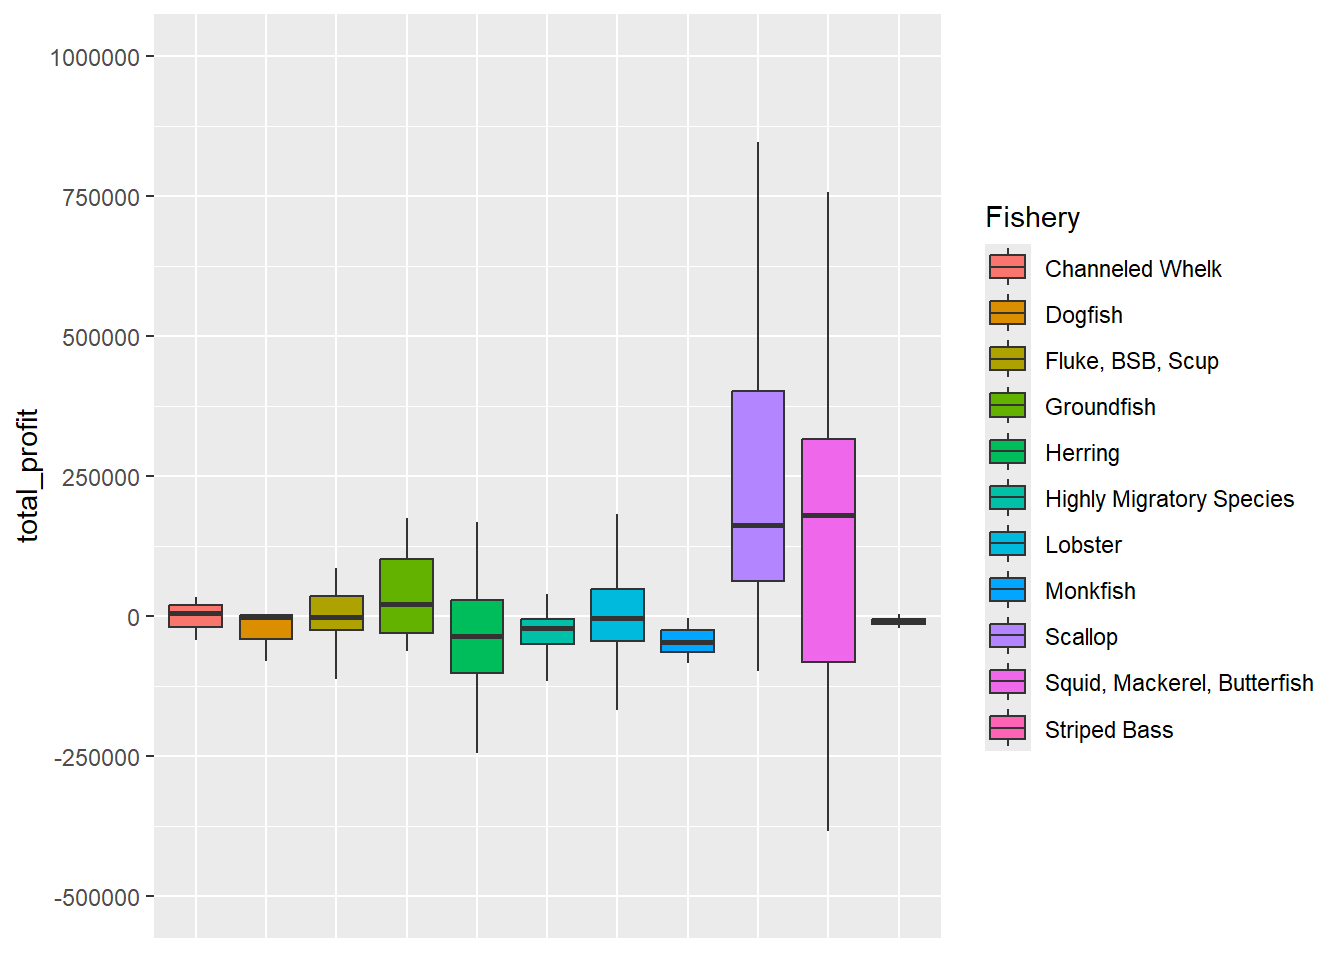 1000000
750000
500000
250000
0
-250000
-500000
total_profit
Fishery
Channeled Whelk
Dogfish
Fluke, BSB, Scup
Groundfish
Herring
Highly Migratory Species
Lobster
Monkfish
Scallop
Squid, Mackerel, Butterfish
Striped Bass